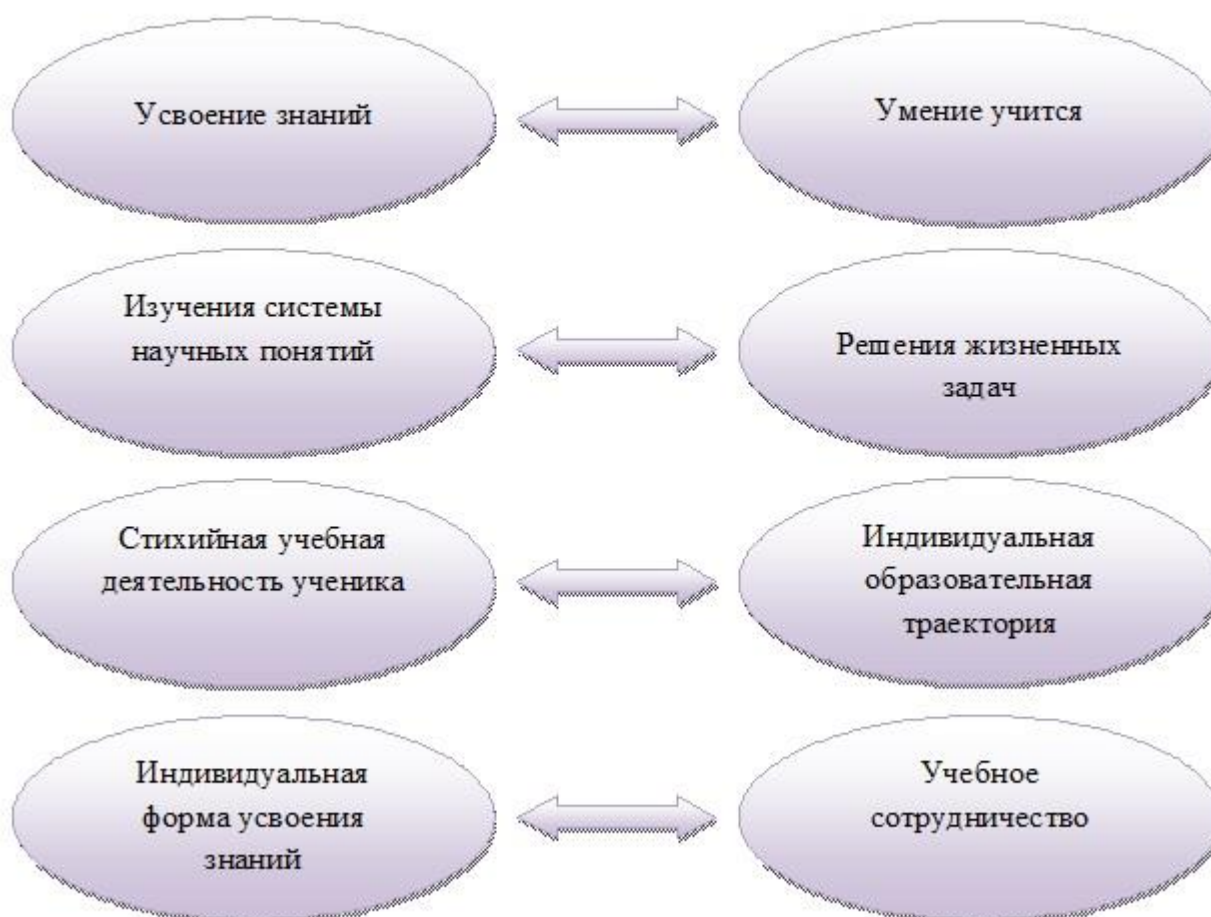 Усвоение знаний
Умение учится
Изучения системы
научных понятий
Решения жизненных
задач
Стихийная учебная
деятельность ученика
Индивидуальная
образовательная
траектория
Индивидуальная
форма усвоения
знаний
Учебное
сотрудничество